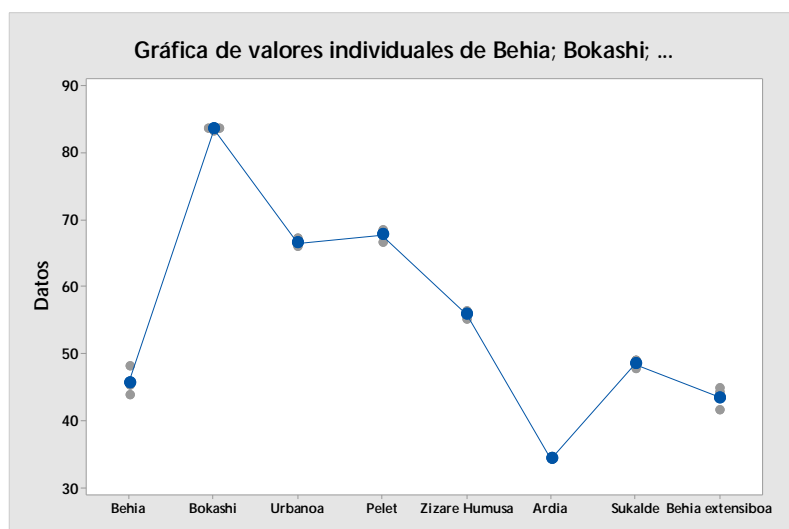 Gráfica de valores individuales de Behia; Bokashi; ...
90
80
70
60
50
40
30
Datos
Behia Bokashi Urbanoa Pelet Zizare Humusa Ardia Sukalde Behia extensiboa